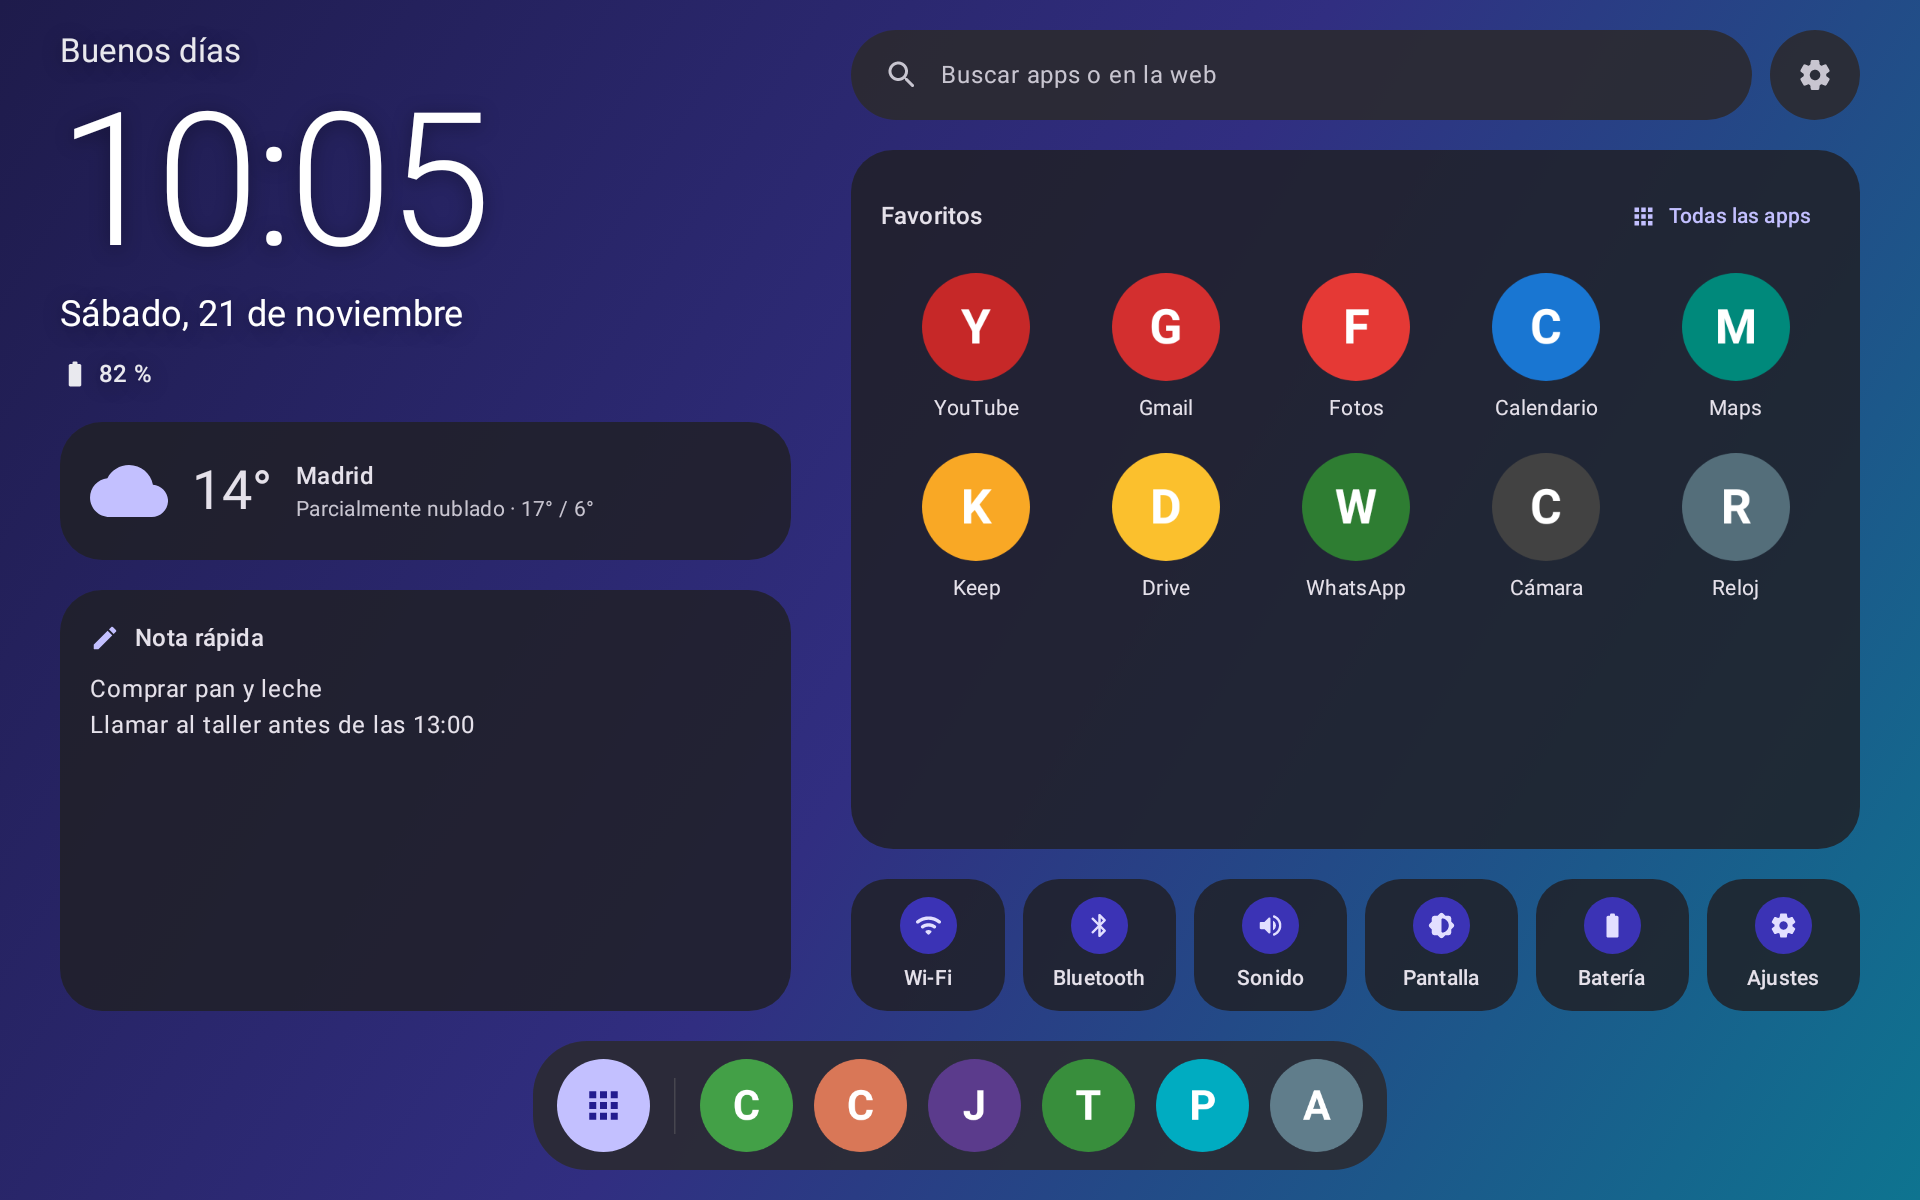 Buenos días
10:05
Sábado, 21 de noviembre
82 %
14°
Madrid
Parcialmente nublado · 17° / 6°
Nota rápida
Comprar pan y leche
Llamar al taller antes de las 13:00
Buscar apps o en la web
Favoritos
Todas las apps
Y G F C M
YouTube Gmail Fotos Calendario Maps
K D W C R
Keep Drive WhatsApp Cámara Reloj
Wi-Fi Bluetooth Sonido Pantalla Batería Ajustes
C C J T P A